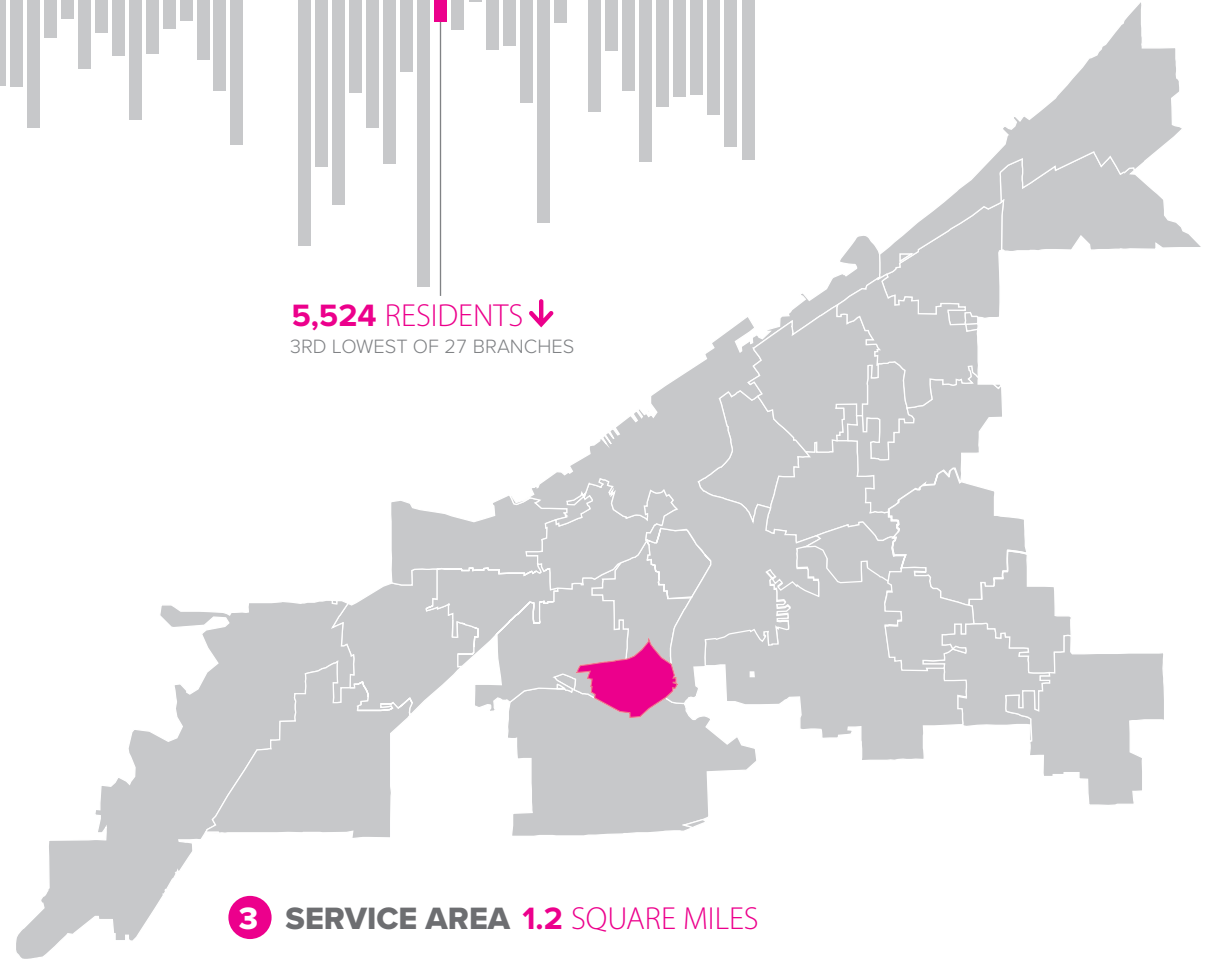 5,524 RESIDENTS ↓
3RD LOWEST OF 27 BRANCHES
3 SERVICE AREA 1.2 SQUARE MILES